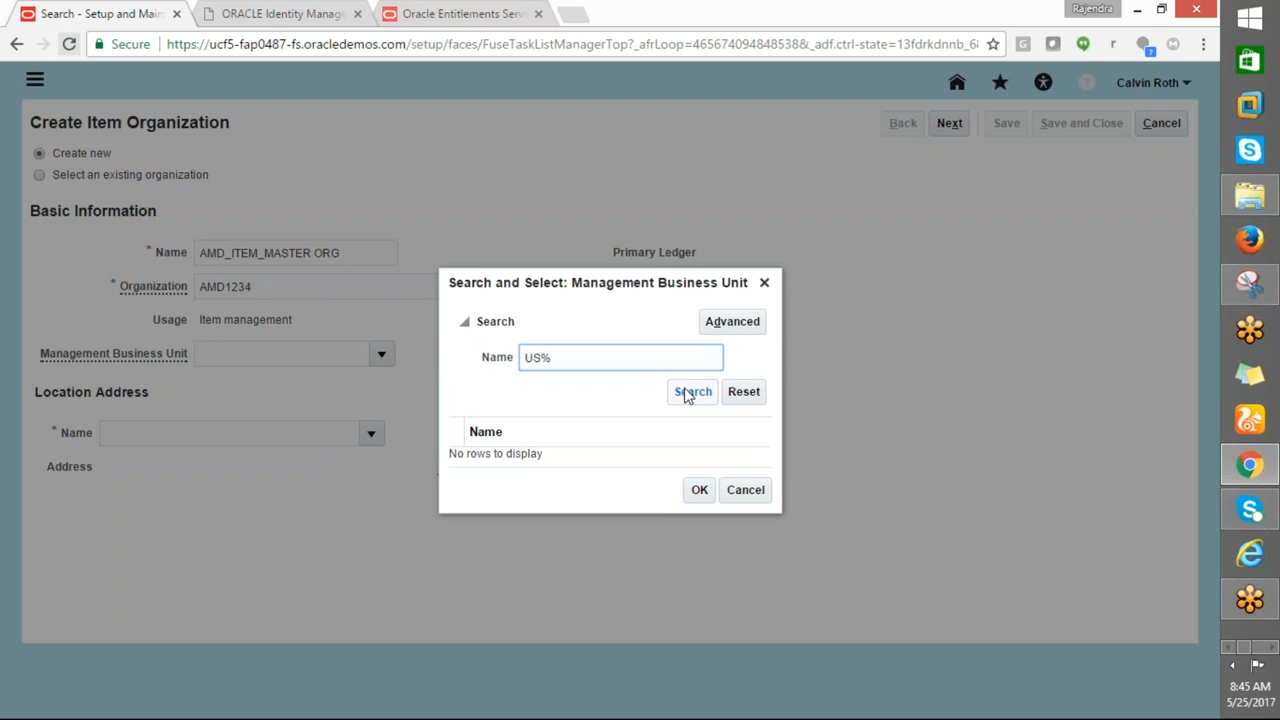 Search - Setup and Main
ORACLE Identity Manag
Oracle Entitlements Serv
Rajendra
Secure
https://ucf5-fap0487-fs.oracledemos.com/setup/faces/FuseTaskListManagerTop?_afrLoop=4656740948485388&_adf.ctrl-state=13fdrkdnnb_6
Calvin Roth
Create Item Organization
Back
Next
Save
Save and Close
Cancel
Create new
Select an existing organization
Basic Information
* Name AMD_ITEM_MASTER ORG
Primary Ledger
* Organization AMD1234
Usage Item management
Management Business Unit
Location Address
* Name
Address
Search and Select: Management Business Unit
Search
Advanced
Name US%
Search
Reset
Name
No rows to display
OK
Cancel
8:45 AM
5/25/2017